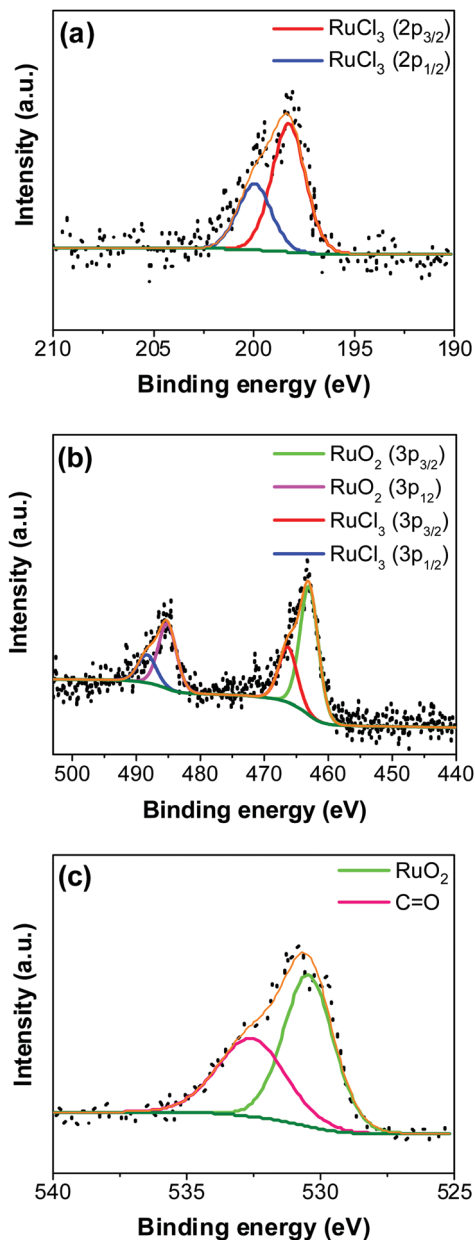 (a)
RuCl₃ (2p₃/₂)
RuCl₃ (2p₁/₂)
Intensity (a.u.)
210 205 200 195 190
Binding energy (eV)
(b)
RuO₂ (3p₃/₂)
RuO₂ (3p₁₂)
RuCl₃ (3p₃/₂)
RuCl₃ (3p₁/₂)
Intensity (a.u.)
500 490 480 470 460 450 440
Binding energy (eV)
(c)
RuO₂
C=O
Intensity (a.u.)
540 535 530 525
Binding energy (eV)